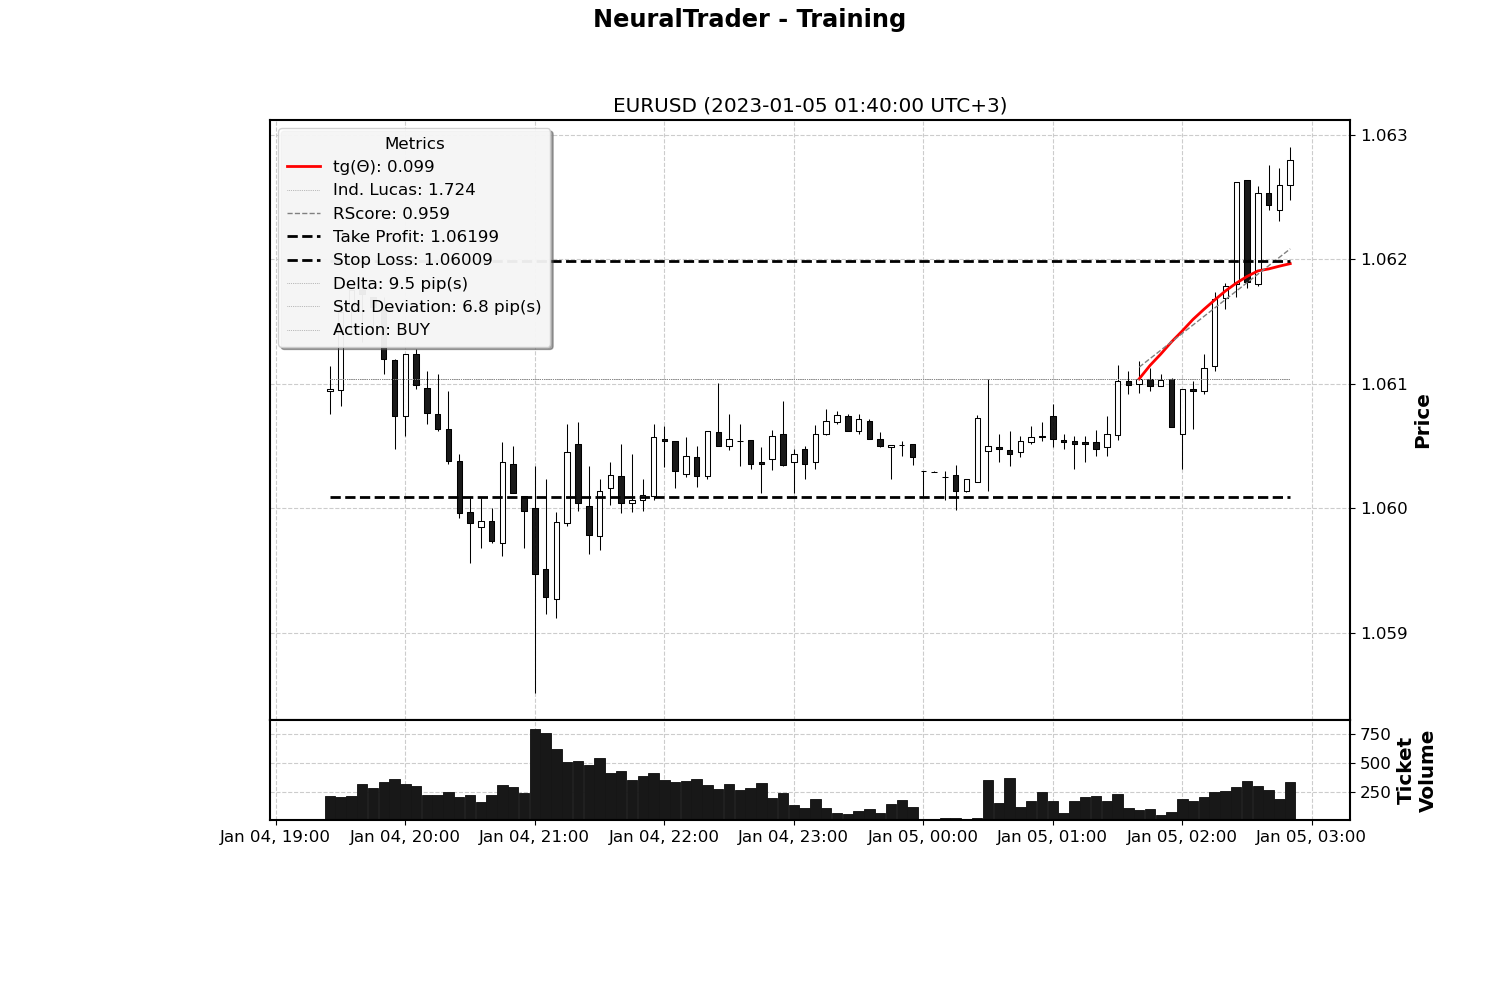 NeuralTrader - Training
EURUSD (2023-01-05 01:40:00 UTC+3)
Metrics
tg(Θ): 0.099
Ind. Lucas: 1.724
RScore: 0.959
Take Profit: 1.06199
Stop Loss: 1.06009
Delta: 9.5 pip(s)
Std. Deviation: 6.8 pip(s)
Action: BUY
1.063
1.062
1.061
1.060
1.059
Price
750
500
250
Ticket
Volume
Jan 04, 19:00
Jan 04, 20:00
Jan 04, 21:00
Jan 04, 22:00
Jan 04, 23:00
Jan 05, 00:00
Jan 05, 01:00
Jan 05, 02:00
Jan 05, 03:00